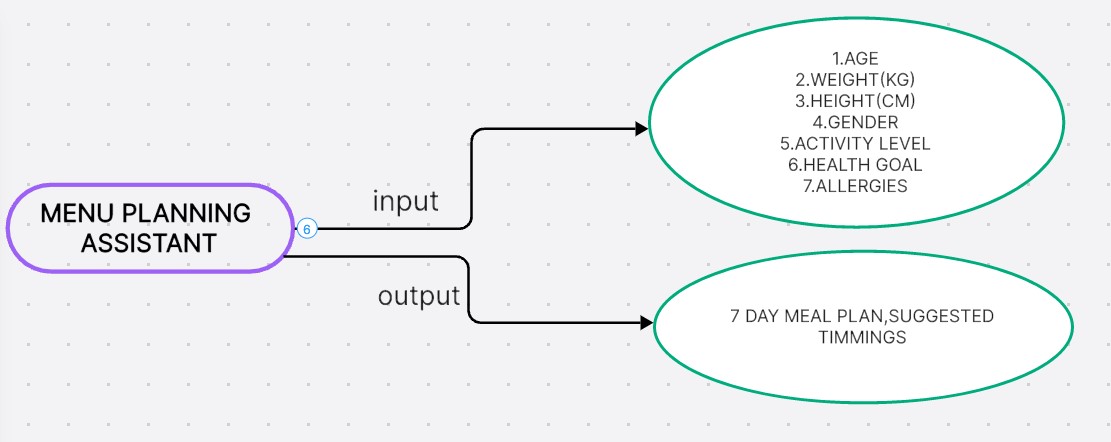 MENU PLANNING
ASSISTANT
6
input
1.AGE
2.WEIGHT(KG)
3.HEIGHT(CM)
4.GENDER
5.ACTIVITY LEVEL
6.HEALTH GOAL
7.ALLERGIES
output
7 DAY MEAL PLAN,SUGGESTED
TIMMINGS